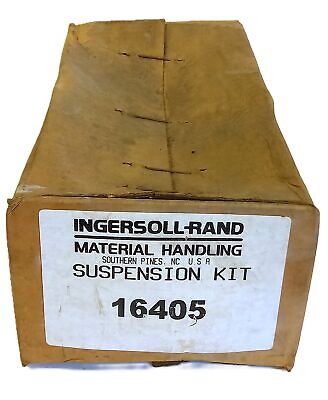 INGERSOLL-RAND
MATERIAL HANDLING
SOUTHERN PINES, NC U S A
SUSPENSION KIT
16405